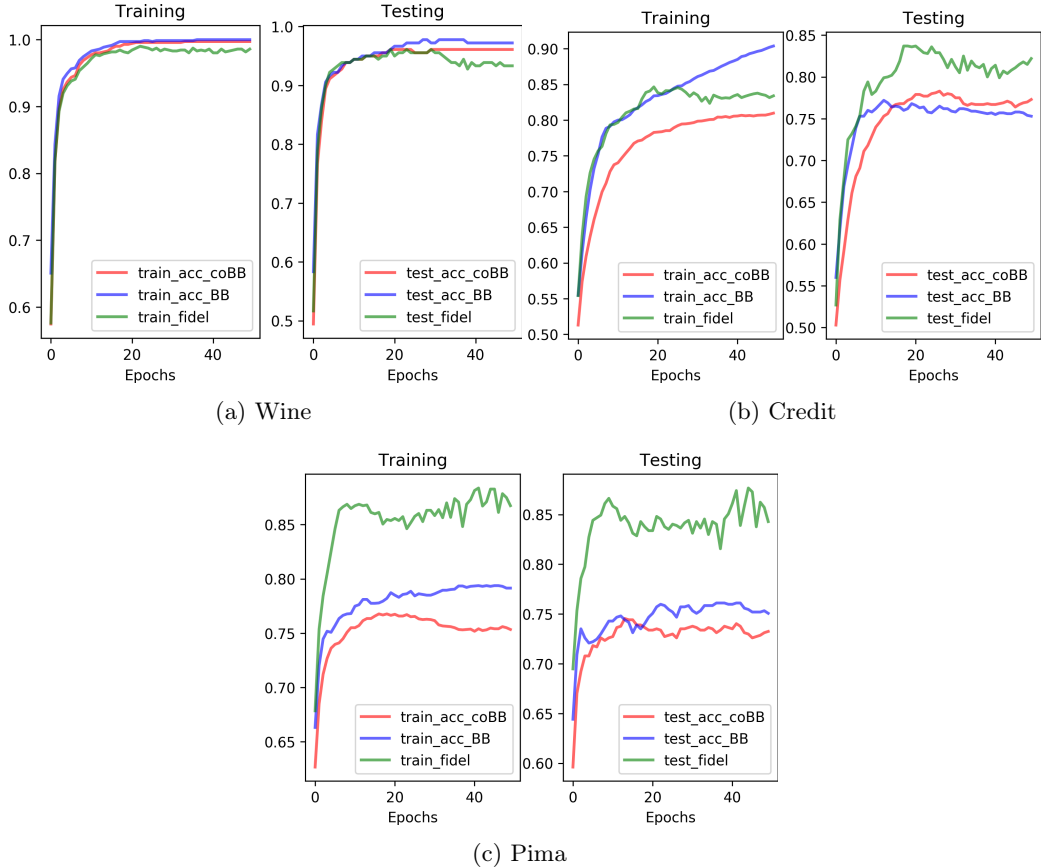 Training
1.0
0.9
0.8
0.7
0.6
0 20 40
Epochs
train_acc_coBB
train_acc_BB
train_fidel
Testing
1.0
0.9
0.8
0.7
0.6
0.5
0 20 40
Epochs
test_acc_coBB
test_acc_BB
test_fidel
(a) Wine
Training
0.90
0.85
0.80
0.75
0.70
0.65
0.60
0.55
0.50
0 20 40
Epochs
train_acc_coBB
train_acc_BB
train_fidel
Testing
0.85
0.80
0.75
0.70
0.65
0.60
0.55
0.50
0 20 40
Epochs
test_acc_coBB
test_acc_BB
test_fidel
(b) Credit
Training
0.85
0.80
0.75
0.70
0.65
0 20 40
Epochs
train_acc_coBB
train_acc_BB
train_fidel
Testing
0.85
0.80
0.75
0.70
0.65
0.60
0 20 40
Epochs
test_acc_coBB
test_acc_BB
test_fidel
(c) Pima